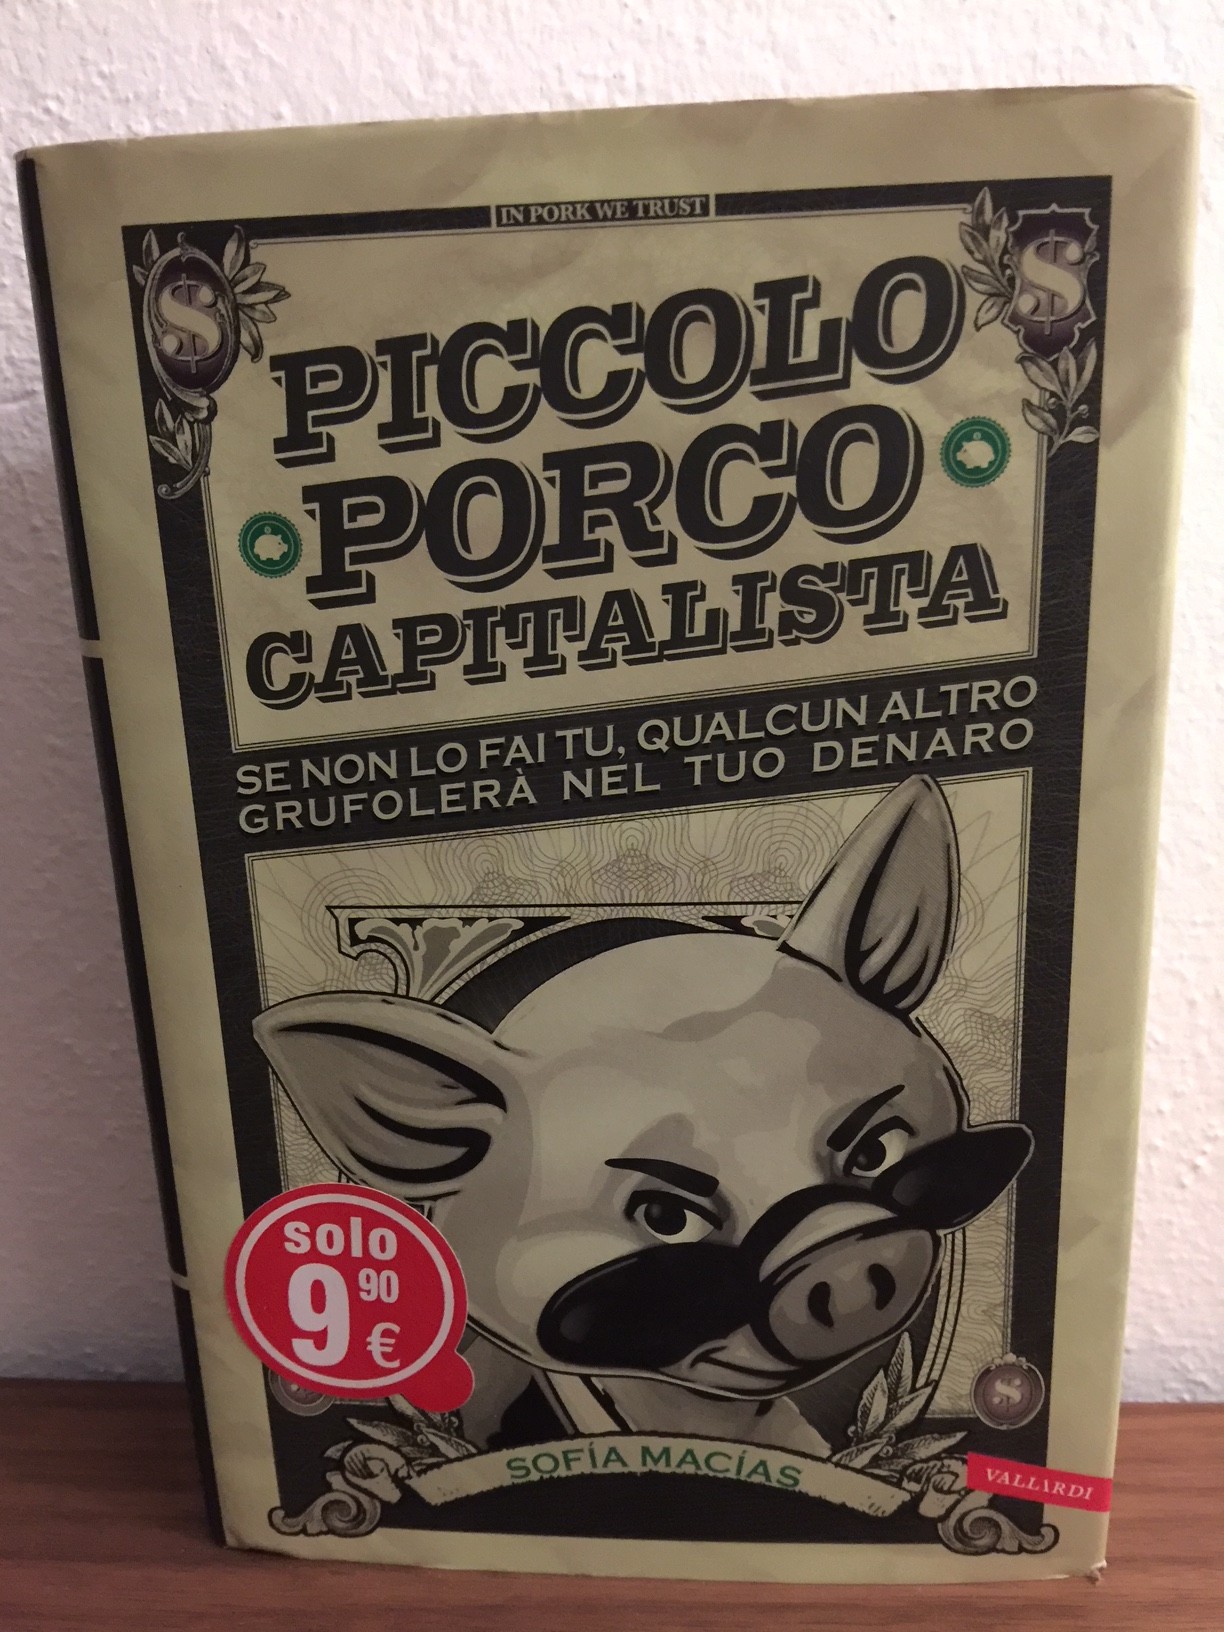 IN PORK WE TRUST
$ $
PICCOLO
PORCO
CAPITALISTA
SE NON LO FAI TU, QUALCUN ALTRO
GRUFOLERÀ NEL TUO DENARO
solo
9 90
€
$
SOFÍA MACÍAS
VALLARDI